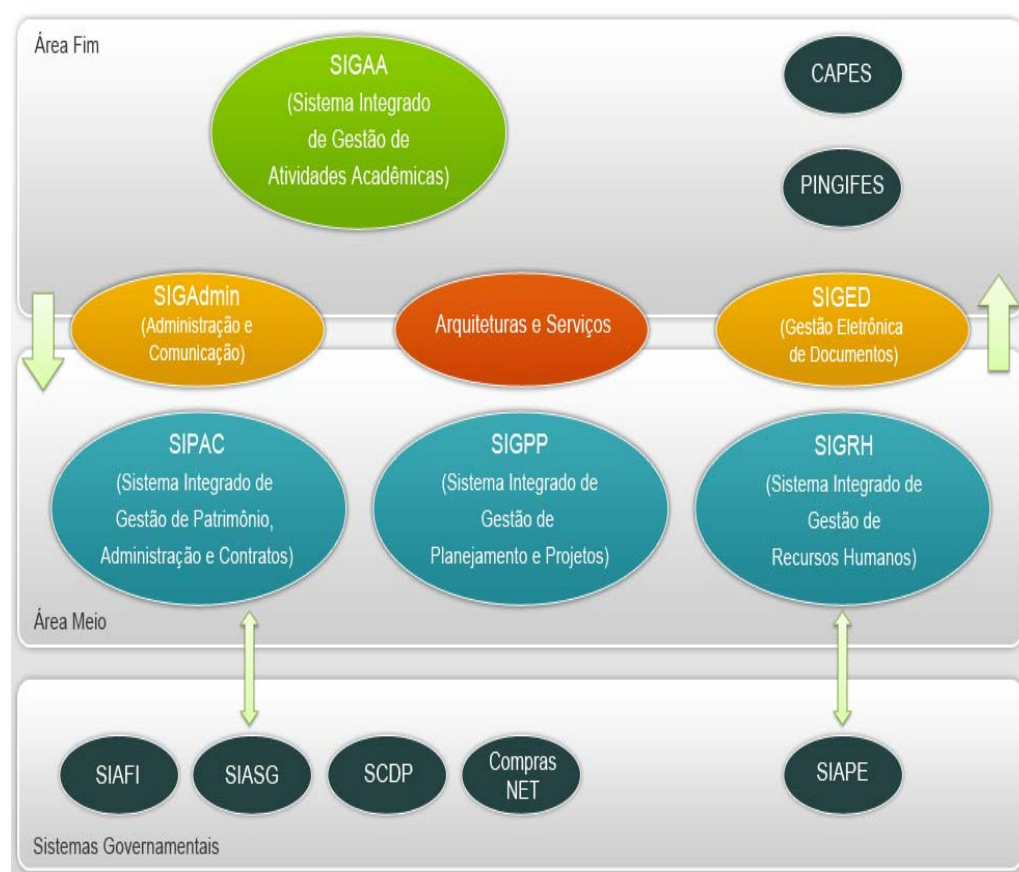 Área Fim
SIGAA
(Sistema Integrado
de Gestão de
Atividades Acadêmicas)
CAPES
PINGIFES
SIGAdmin
(Administração e
Comunicação)
Arquiteturas e Serviços
SIGED
(Gestão Eletrônica
de Documentos)
SIPAC
(Sistema Integrado de
Gestão de Patrimônio,
Administração e Contratos)
SIGPP
(Sistema Integrado de
Gestão de
Planejamento e Projetos)
SIGRH
(Sistema Integrado de
Gestão de
Recursos Humanos)
Área Meio
SIAFI
SIASG
SCDP
Compras
NET
SIAPE
Sistemas Governamentais